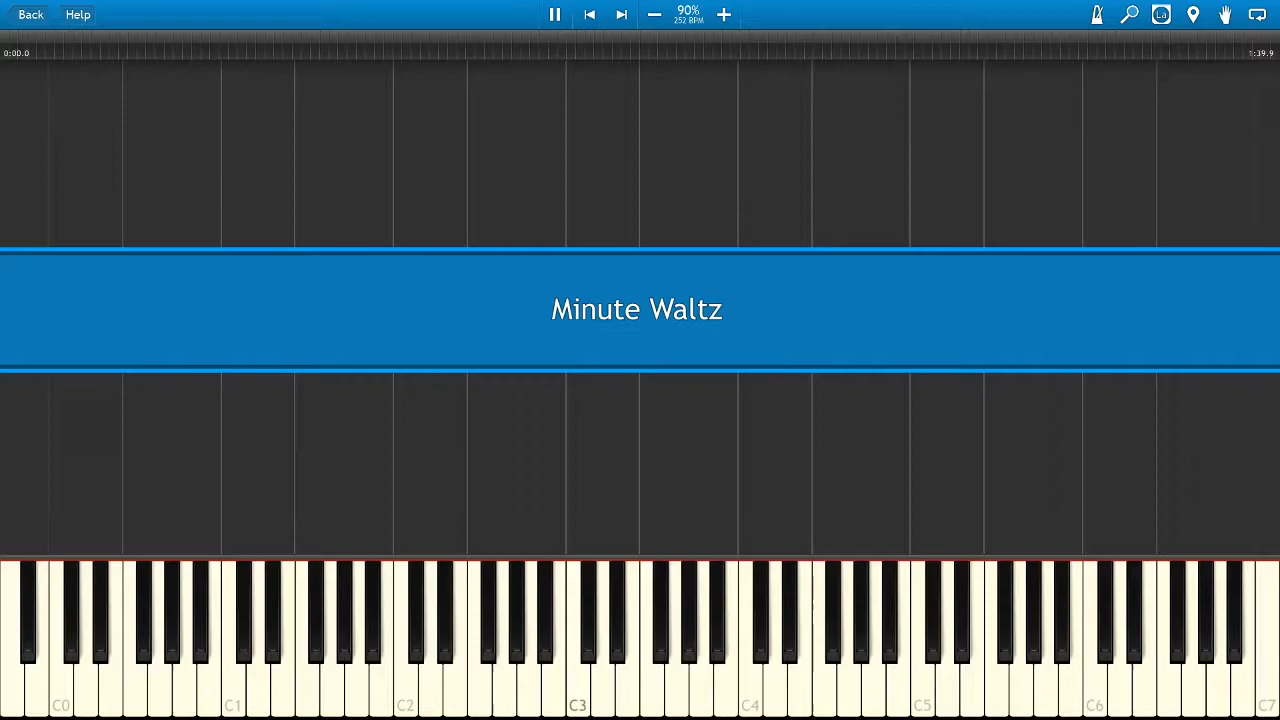 Back Help 90%
252 BPM
La
0:00.0 1:39.9
Minute Waltz
C0 C1 C2 C3 C4 C5 C6 C7